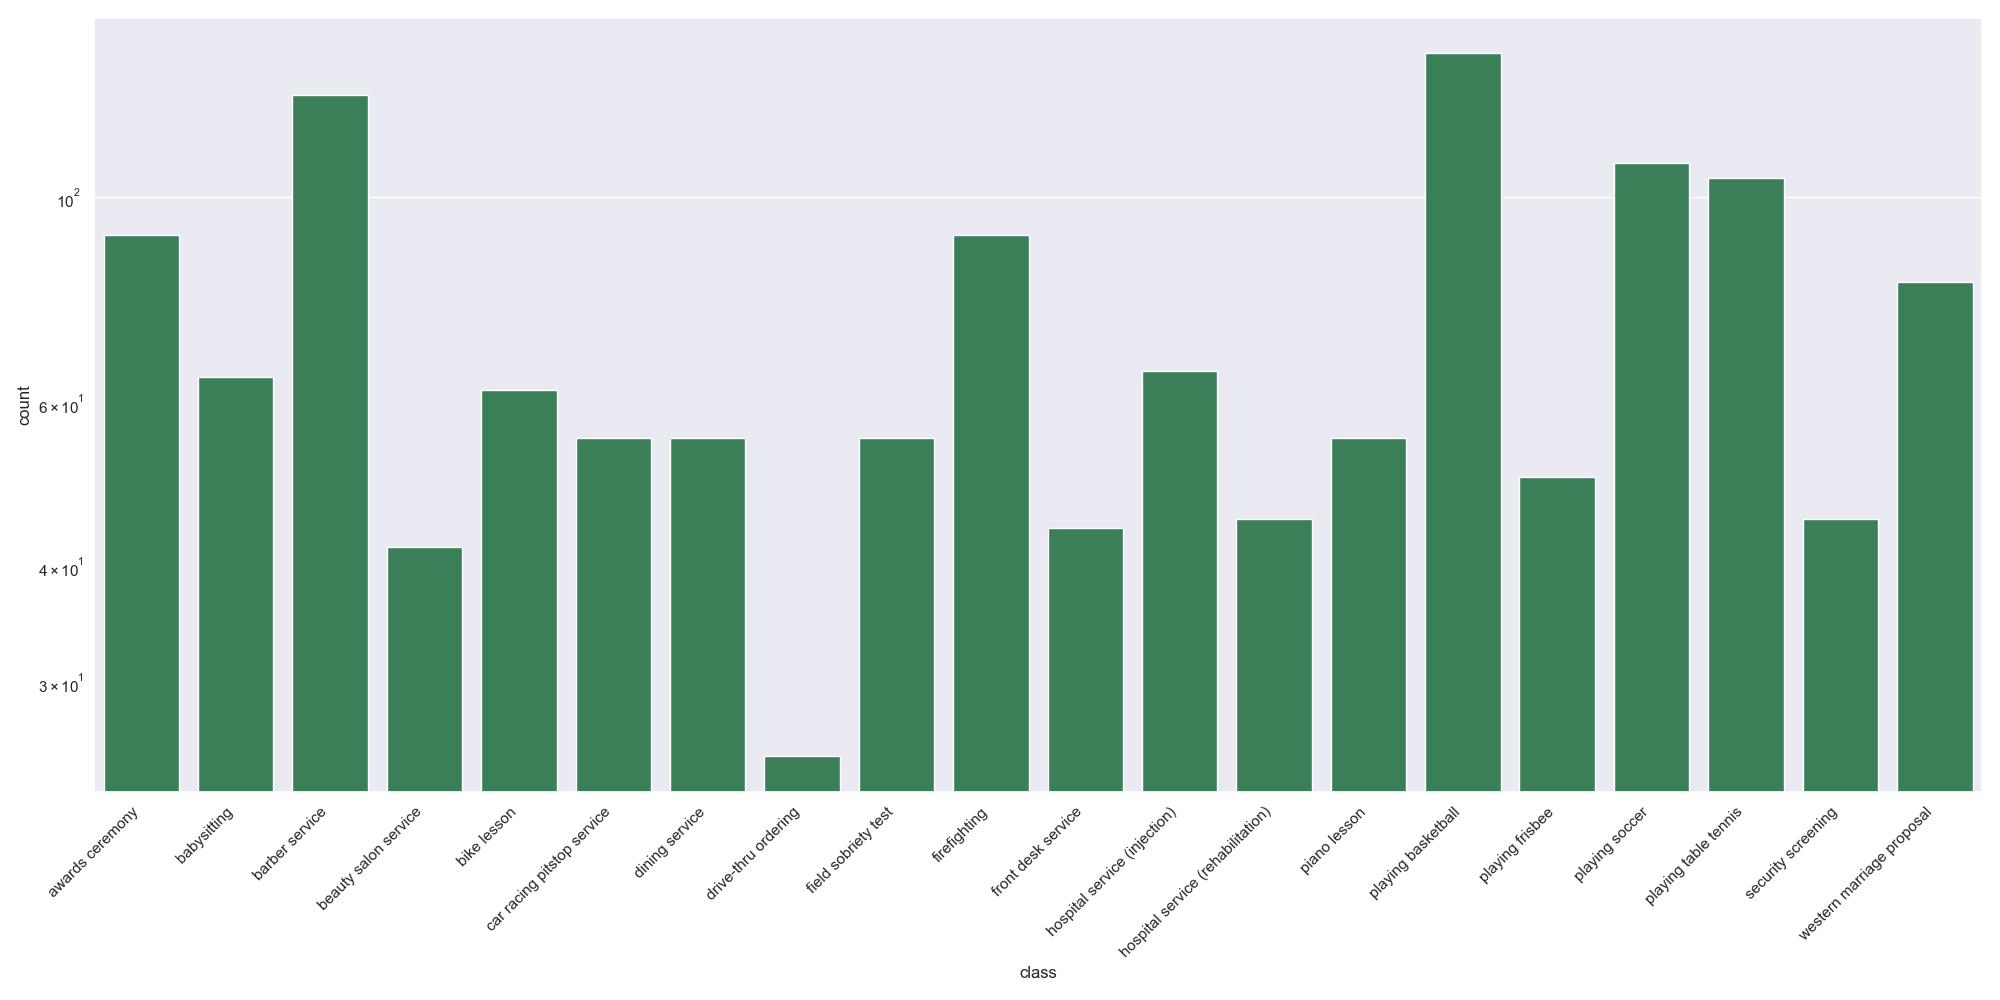 count
10²
6 × 10¹
4 × 10¹
3 × 10¹
awards ceremony
babysitting
barber service
beauty salon service
bike lesson
car racing pitstop service
dining service
drive-thru ordering
field sobriety test
firefighting
front desk service
hospital service (injection)
hospital service (rehabilitation)
piano lesson
playing basketball
playing frisbee
playing soccer
playing table tennis
security screening
western marriage proposal
class